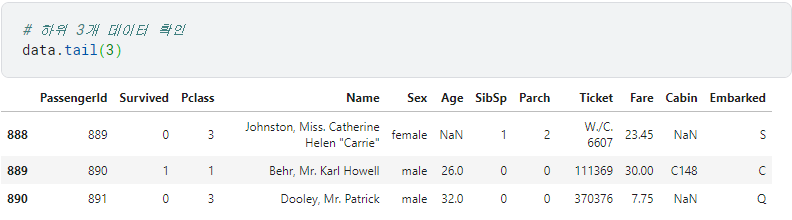 # 하위 3개 데이터 확인
data.tail(3)
PassengerId Survived Pclass Name Sex Age SibSp Parch Ticket Fare Cabin Embarked
888 889 0 3 Johnston, Miss. Catherine Helen "Carrie" female NaN 1 2 W./C. 6607 23.45 NaN S
889 890 1 1 Behr, Mr. Karl Howell male 26.0 0 0 111369 30.00 C148 C
890 891 0 3 Dooley, Mr. Patrick male 32.0 0 0 370376 7.75 NaN Q